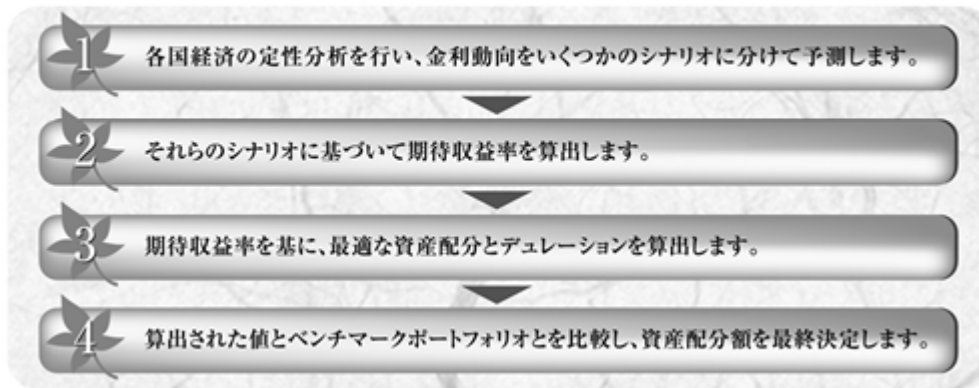 1 各国経済の定性分析を行い、金利動向をいくつかのシナリオに分けて予測します。
2 それらのシナリオに基づいて期待収益率を算出します。
3 期待収益率を基に、最適な資産配分とデュレーションを算出します。
4 算出された値とベンチマークポートフォリオとを比較し、資産配分額を最終決定します。